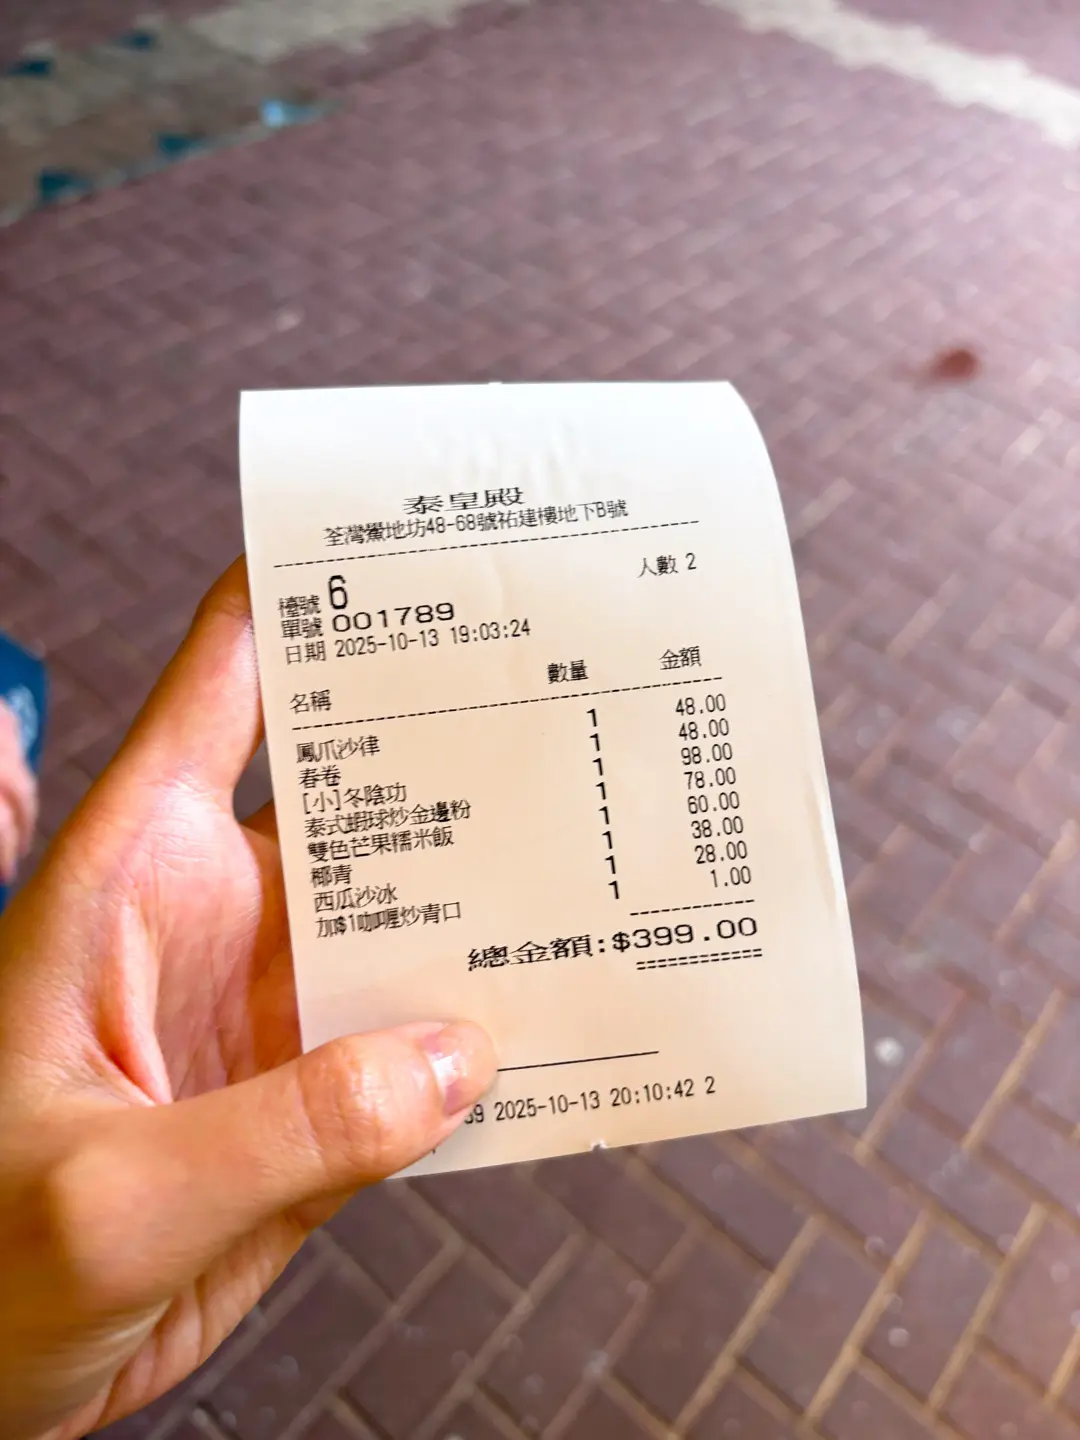 泰皇殿
荃灣鱟地坊48-68號祐建樓地下B號
人數 2
檯號 6
單號 001789
日期 2025-10-13 19:03:24
名稱 數量 金額
鳳爪沙律 1 48.00
春卷 1 48.00
[小]冬陰功 1 98.00
泰式蝦球炒金邊粉 1 78.00
雙色芒果糯米飯 1 60.00
椰青 1 38.00
西瓜沙冰 1 28.00
加$1咖喱炒青口 1 1.00
總金額:$399.00
2025-10-13 20:10:42 2